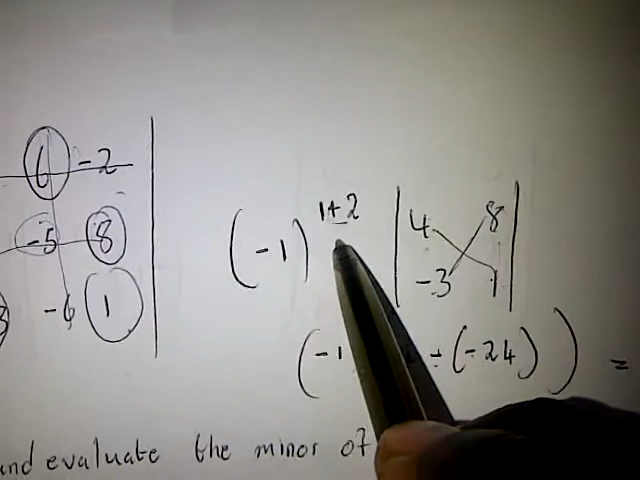 6 -2
-5 8
-6 1
(-1)^{1+2} | 4 8 |
| -3 1 |
(-1 (-24)) =
and evaluate the minor of